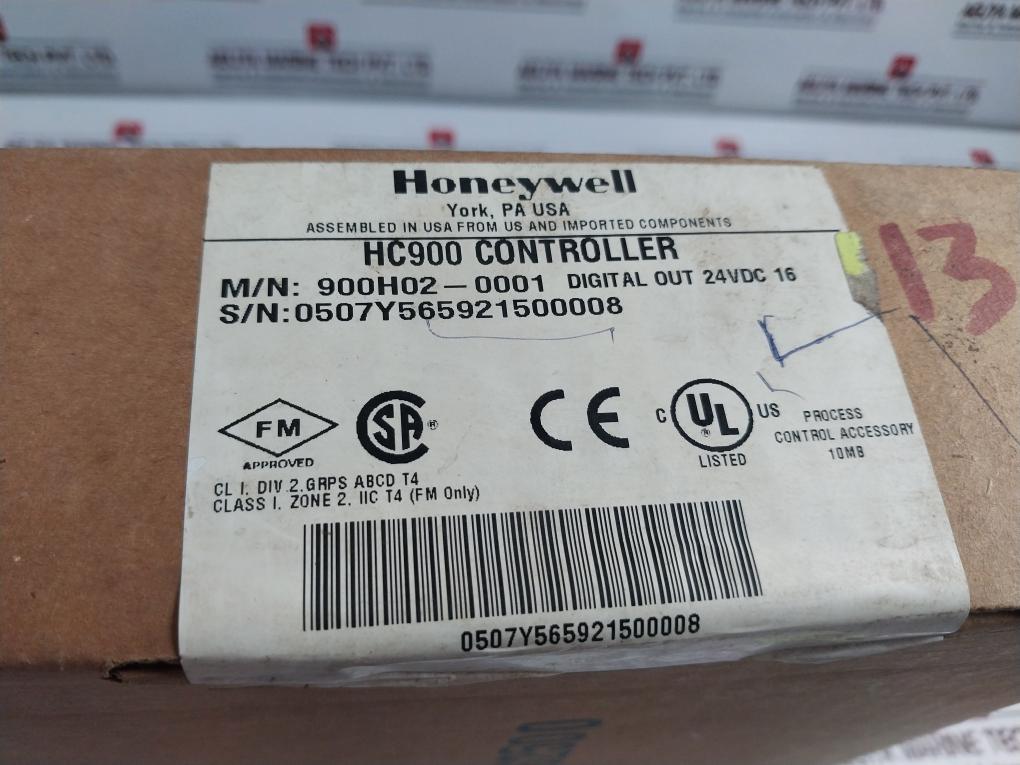 Honeywell
York, PA USA
ASSEMBLED IN USA FROM US AND IMPORTED COMPONENTS
HC900 CONTROLLER
M/N: 900H02-0001 DIGITAL OUT 24VDC 16
S/N:0507Y565921500008
13
FM
APPROVED
SA ®
CE
C UL ® US
LISTED
PROCESS
CONTROL ACCESSORY
10MB
CL I, DIV 2,GRPS ABCD T4
CLASS I, ZONE 2, IIC T4 (FM Only)
0507Y565921500008